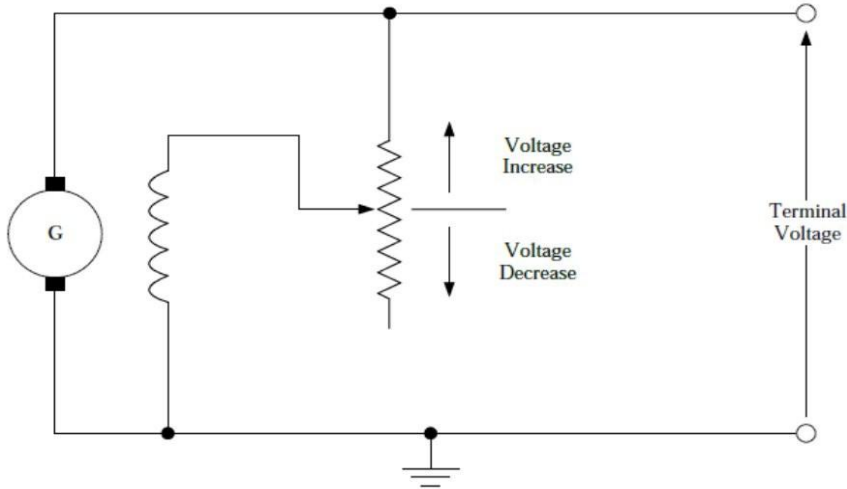 Voltage
Increase
G
Terminal
Voltage
Voltage
Decrease